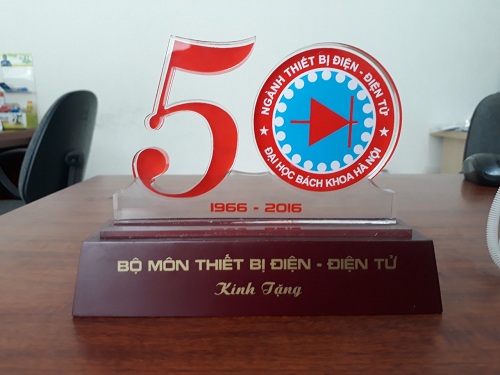 50
NGÀNH THIẾT BỊ ĐIỆN - ĐIỆN TỬ
ĐẠI HỌC BÁCH KHOA HÀ NỘI
1966 - 2016
BỘ MÔN THIẾT BỊ ĐIỆN - ĐIỆN TỬ
Kính Tặng